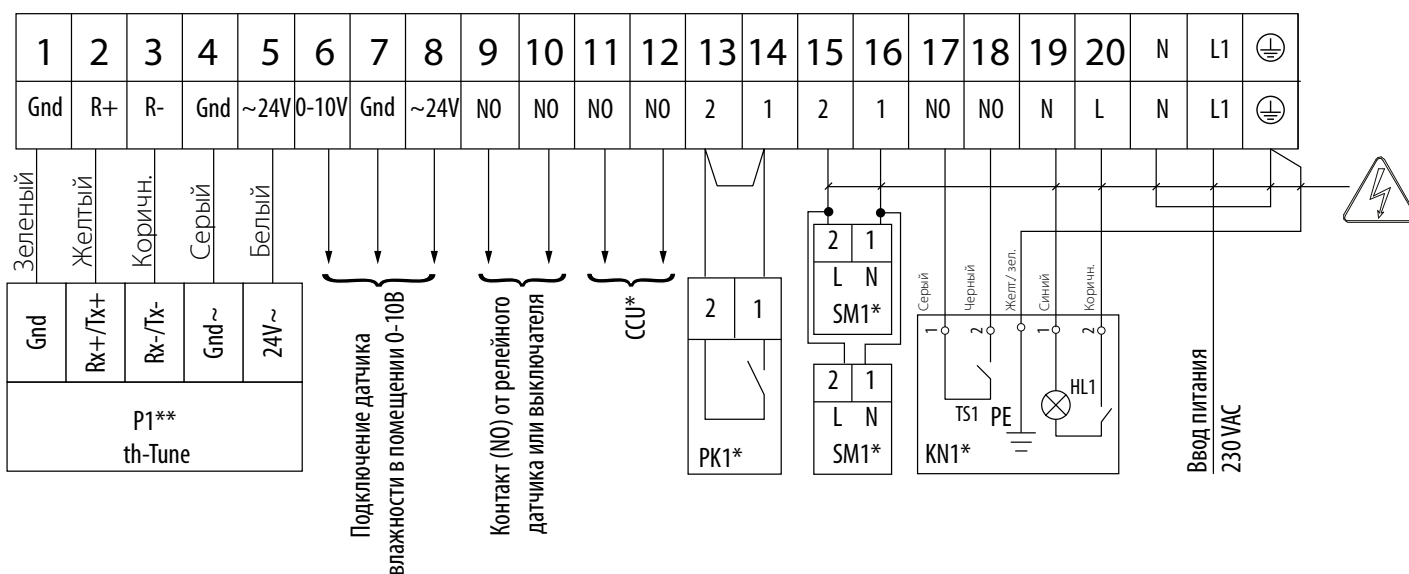 1 2 3 4 5 6 7 8 9 10 11 12 13 14 15 16 17 18 19 20 N L1
Gnd R+ R- Gnd ~24V 0-10V Gnd ~24V NO NO NO NO 2 1 2 1 NO NO N L N L1
Зеленый
Желтый
Коричн.
Серый
Белый
Gnd
Rx+/Tx+
Rx-/Tx-
Gnd~
24V~
P1**
th-Tune
Подключение датчика
влажности в помещении 0-10В
Контакт (NO) от релейного
датчика или выключателя
CCU*
2 1
PK1*
2 1
L N
SM1*
2 1
L N
SM1*
Серый
Черный
Желт/ зел.
Синий
Коричн.
1 2 1 2
TS1 PE HL1
KN1*
Ввод питания
230 VAC